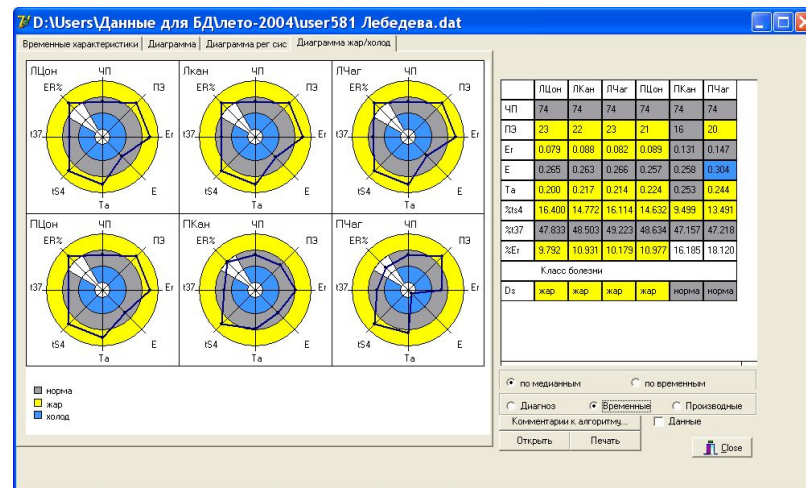 D:\Users\Данные для БД\лето-2004\user581 Лебедева.dat
Временные характеристики Диаграмма Диаграмма рег сис Диаграмма жар/холод
ЛЦон ЧП ПЭ Er E Ta tS4 t37 ER%
Лкан ЧП ПЭ Er E Ta tS4 t37 ER%
ЛЧаг ЧП ПЭ Er E Ta tS4 t37 ER%
ПЦон ЧП ПЭ Er E Ta tS4 t37 ER%
ПКан ЧП ПЭ Er E Ta tS4 t37 ER%
ПЧаг ЧП ПЭ Er E Ta tS4 t37 ER%
норма
жар
холод
ЛЦон ЛКан ЛЧаг ПЦон ПКан ПЧаг
ЧП 74 74 74 74 74 74
ПЭ 23 22 23 21 16 20
Er 0.079 0.088 0.082 0.089 0.131 0.147
E 0.265 0.263 0.266 0.257 0.258 0.304
Ta 0.200 0.217 0.214 0.224 0.253 0.244
%ts4 16.400 14.772 16.114 14.632 9.499 13.491
%t37 47.833 48.503 49.223 48.634 47.157 47.218
%Er 9.792 10.931 10.179 10.977 16.185 18.120
Класс болезни
Ds жар жар жар жар норма норма
по медианным по временным
Диагноз Временные Производные
Комментарии к алгоритму... Данные
Открыть Печать Close